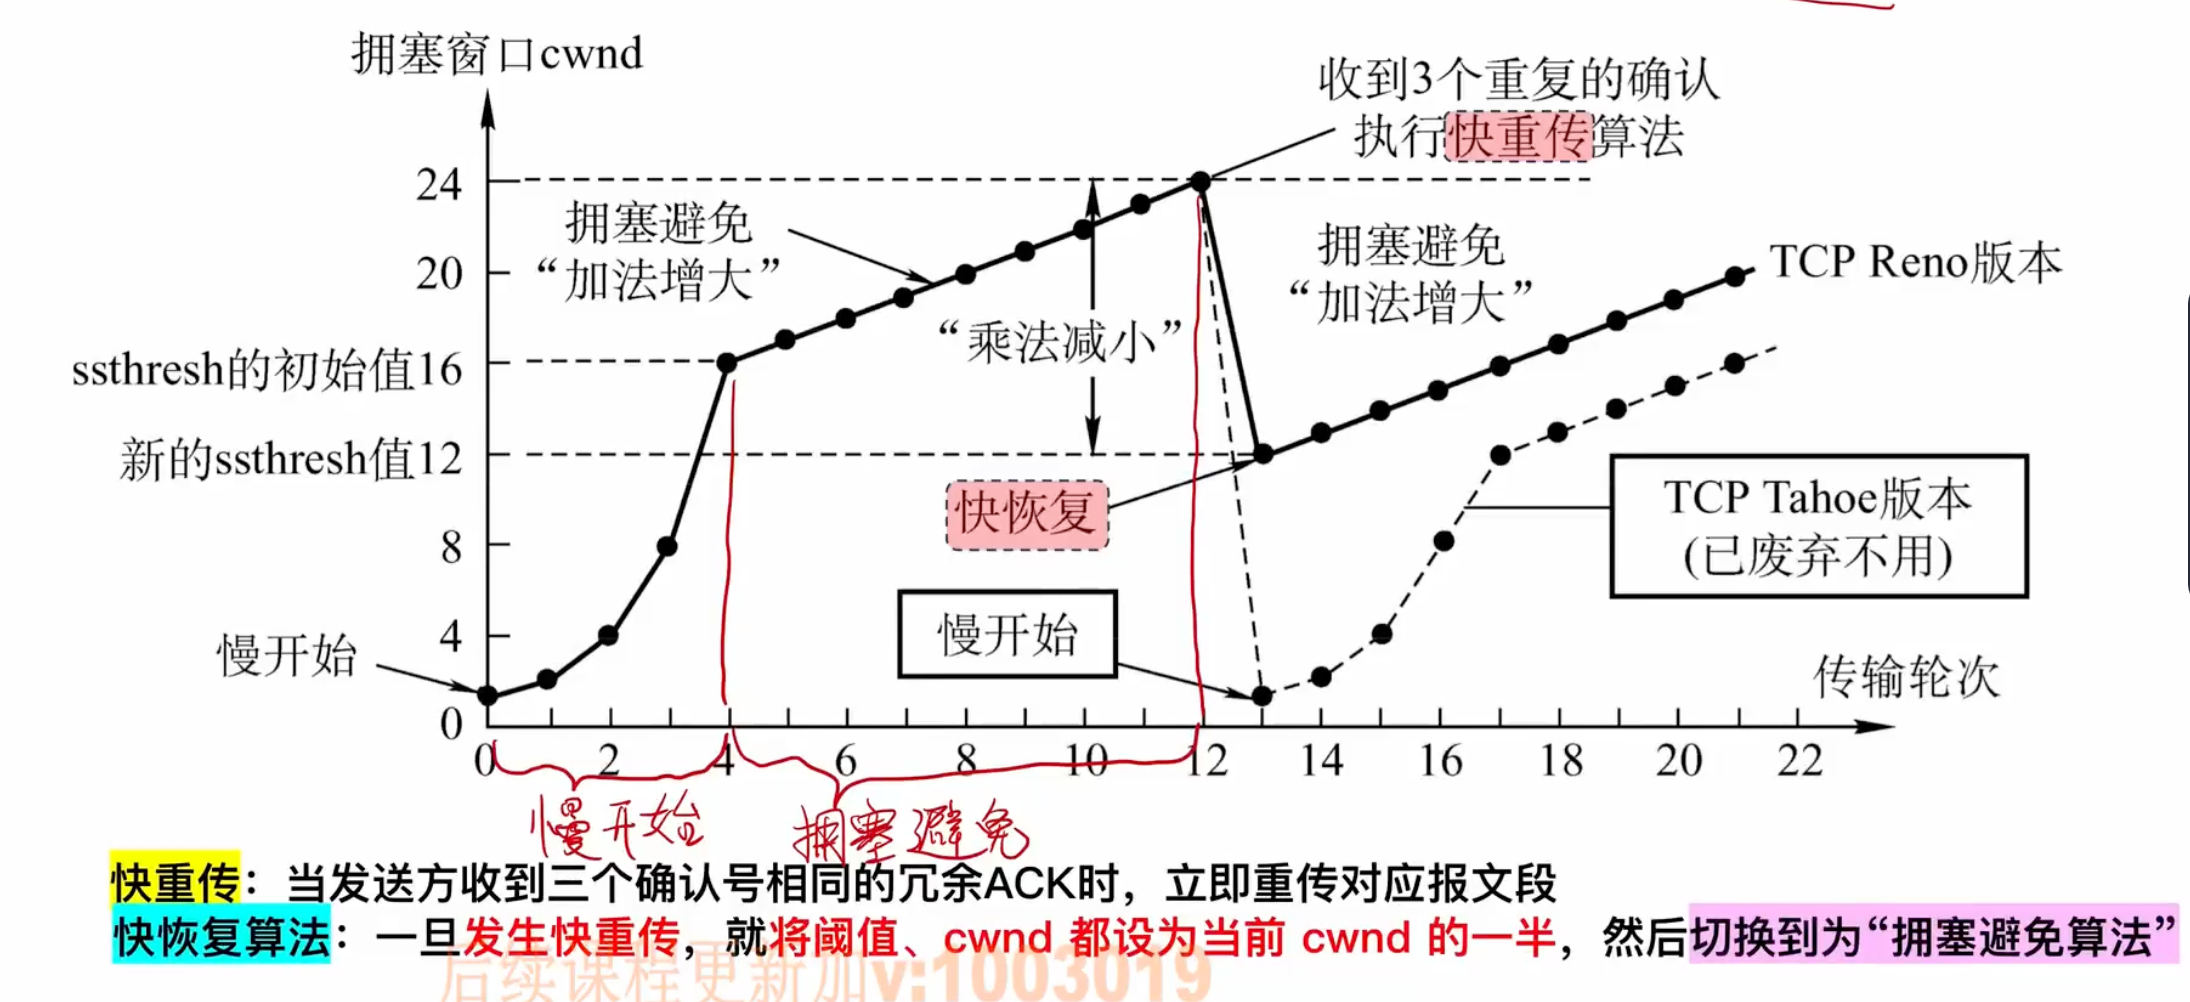 拥塞窗口cwnd
收到3个重复的确认
执行快重传算法
24
拥塞避免
“加法增大”
拥塞避免
“加法增大”
TCP Reno版本
20
“乘法减小”
ssthresh的初始值16
新的ssthresh值12
快恢复
TCP Tahoe版本
(已废弃不用)
8
慢开始
4
慢开始
传输轮次
0
0 2 4 6 8 10 12 14 16 18 20 22
慢开始 拥塞避免
快重传：当发送方收到三个确认号相同的冗余ACK时，立即重传对应报文段
快恢复算法：一旦发生快重传，就将阈值、cwnd 都设为当前 cwnd 的一半，然后切换到为“拥塞避免算法”
后续课程更新加v:1003019